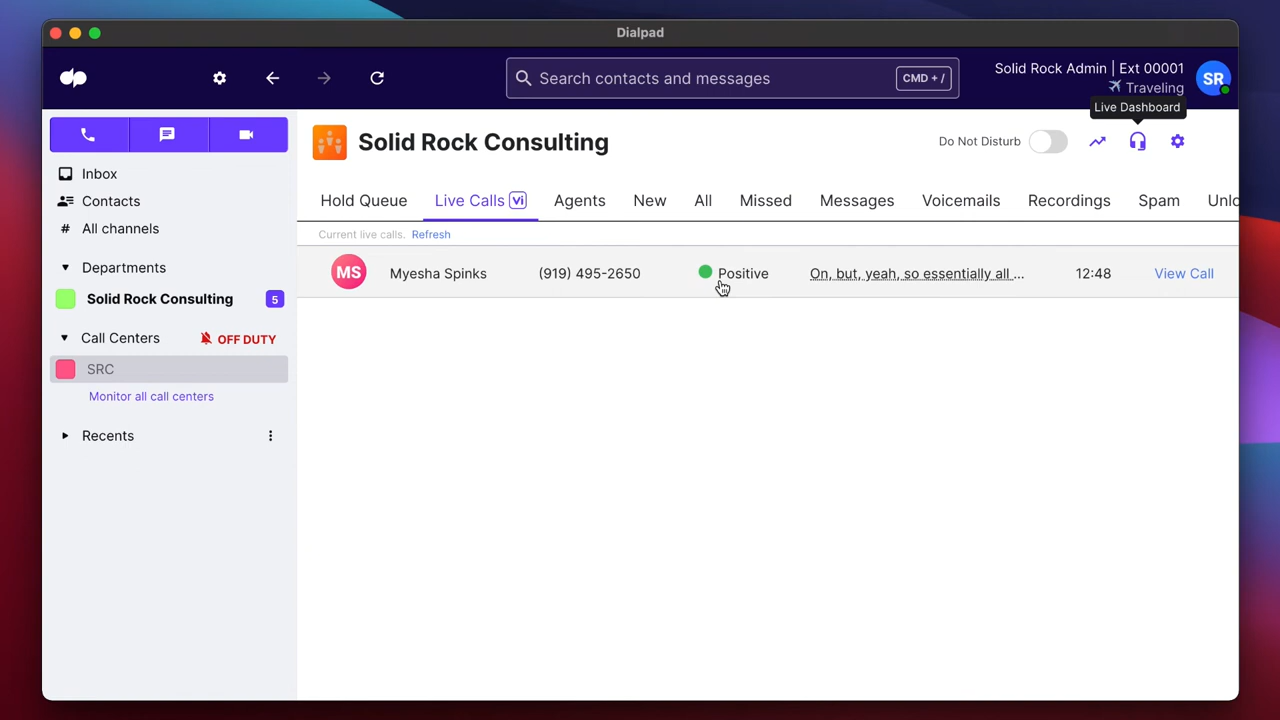 Dialpad
Search contacts and messages
CMD + /
Solid Rock Admin | Ext 00001
Traveling
SR
Live Dashboard
Inbox
Contacts
# All channels
Departments
Solid Rock Consulting
5
Call Centers
OFF DUTY
SRC
Monitor all call centers
Recents
Solid Rock Consulting
Do Not Disturb
Hold Queue
Live Calls
Vi
Agents
New
All
Missed
Messages
Voicemails
Recordings
Spam
Unlo
Current live calls. Refresh
MS
Myesha Spinks
(919) 495-2650
Positive
On, but, yeah, so essentially all ...
12:48
View Call